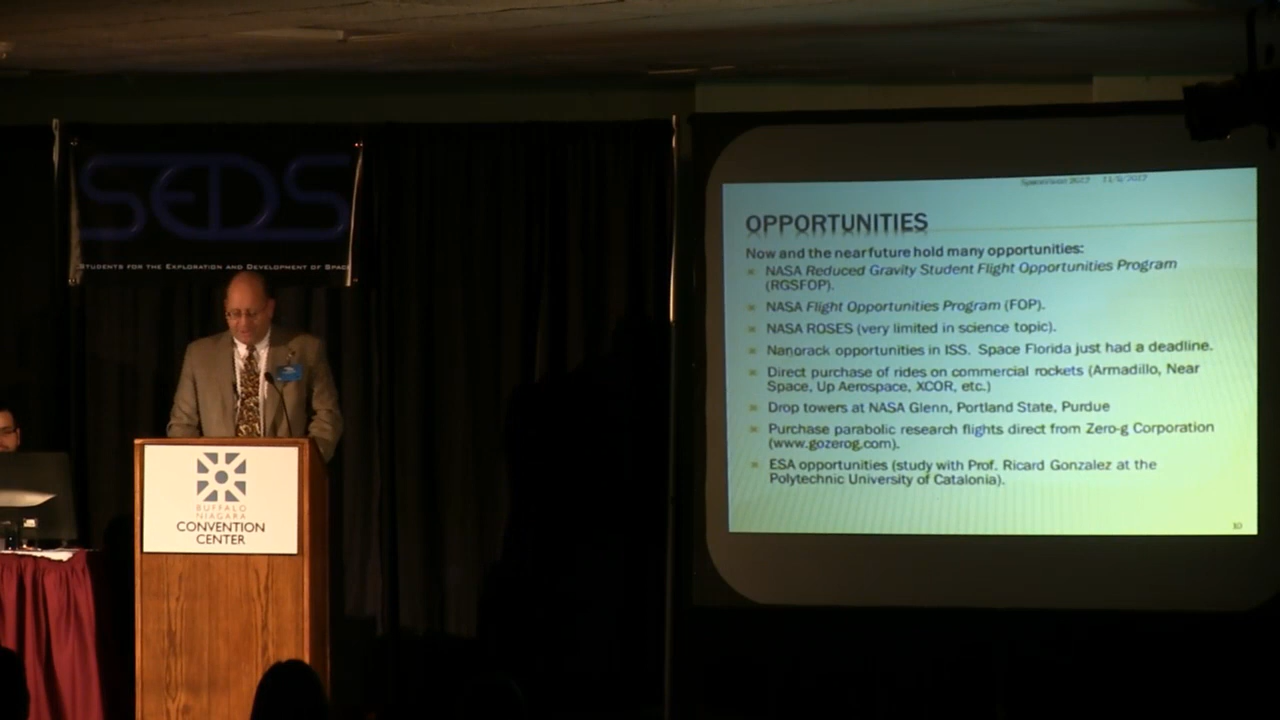 SEDS
STUDENTS FOR THE EXPLORATION AND DEVELOPMENT OF SPACE
BUFFALO
NIAGARA
CONVENTION
CENTER
OPPORTUNITIES
Now and the near future hold many opportunities:
NASA Reduced Gravity Student Flight Opportunities Program
(RGSFOP).
NASA Flight Opportunities Program (FOP).
NASA ROSES (very limited in science topic).
Nanorack opportunities in ISS. Space Florida just had a deadline.
Direct purchase of rides on commercial rockets (Armadillo, Near
Space, Up Aerospace, XCOR, etc.)
Drop towers at NASA Glenn, Portland State, Purdue
Purchase parabolic research flights direct from Zero-g Corporation
(www.gozerog.com).
ESA opportunities (study with Prof. Ricard Gonzalez at the
Polytechnic University of Catalonia).
10